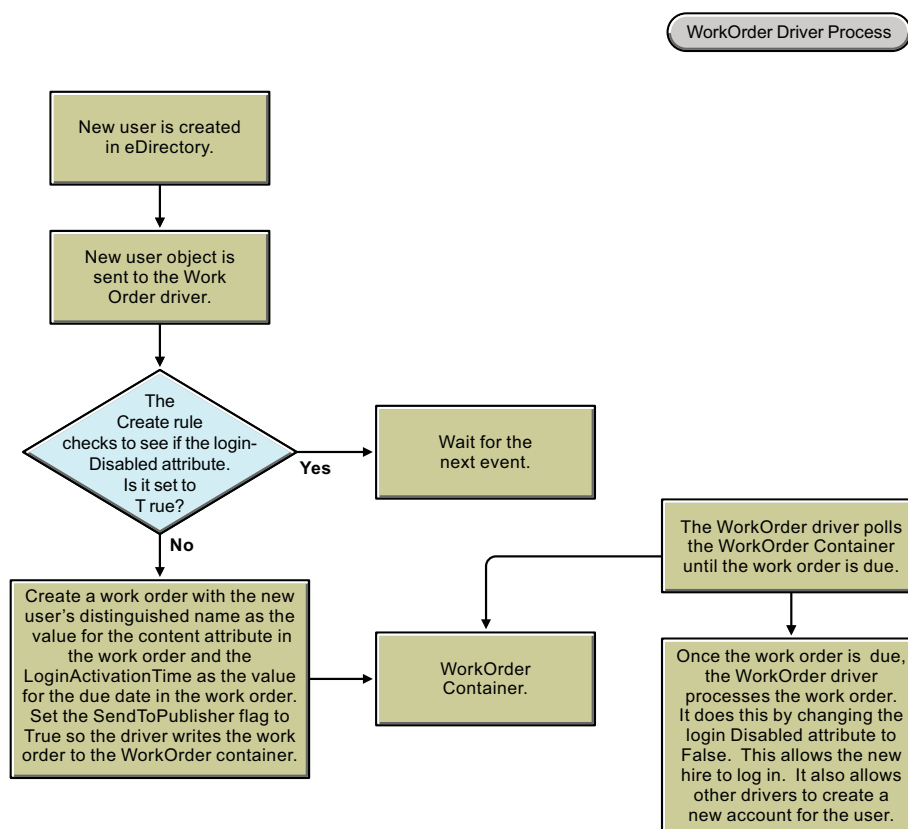 WorkOrder Driver Process
New user is created
in eDirectory.
New user object is
sent to the Work
Order driver.
The
Create rule
checks to see if the login-
Disabled attribute.
Is it set to
T rue?
Yes
No
Wait for the
next event.
Create a work order with the new
user's distinguished name as the
value for the content attribute in
the work order and the
LoginActivationTime as the value
for the due date in the work order.
Set the SendToPublisher flag to
True so the driver writes the work
order to the WorkOrder container.
WorkOrder
Container.
The WorkOrder driver polls
the WorkOrder Container
until the work order is due.
Once the work order is due,
the WorkOrder driver
processes the work order.
It does this by changing the
login Disabled attribute to
False. This allows the new
hire to log in. It also allows
other drivers to create a
new account for the user.